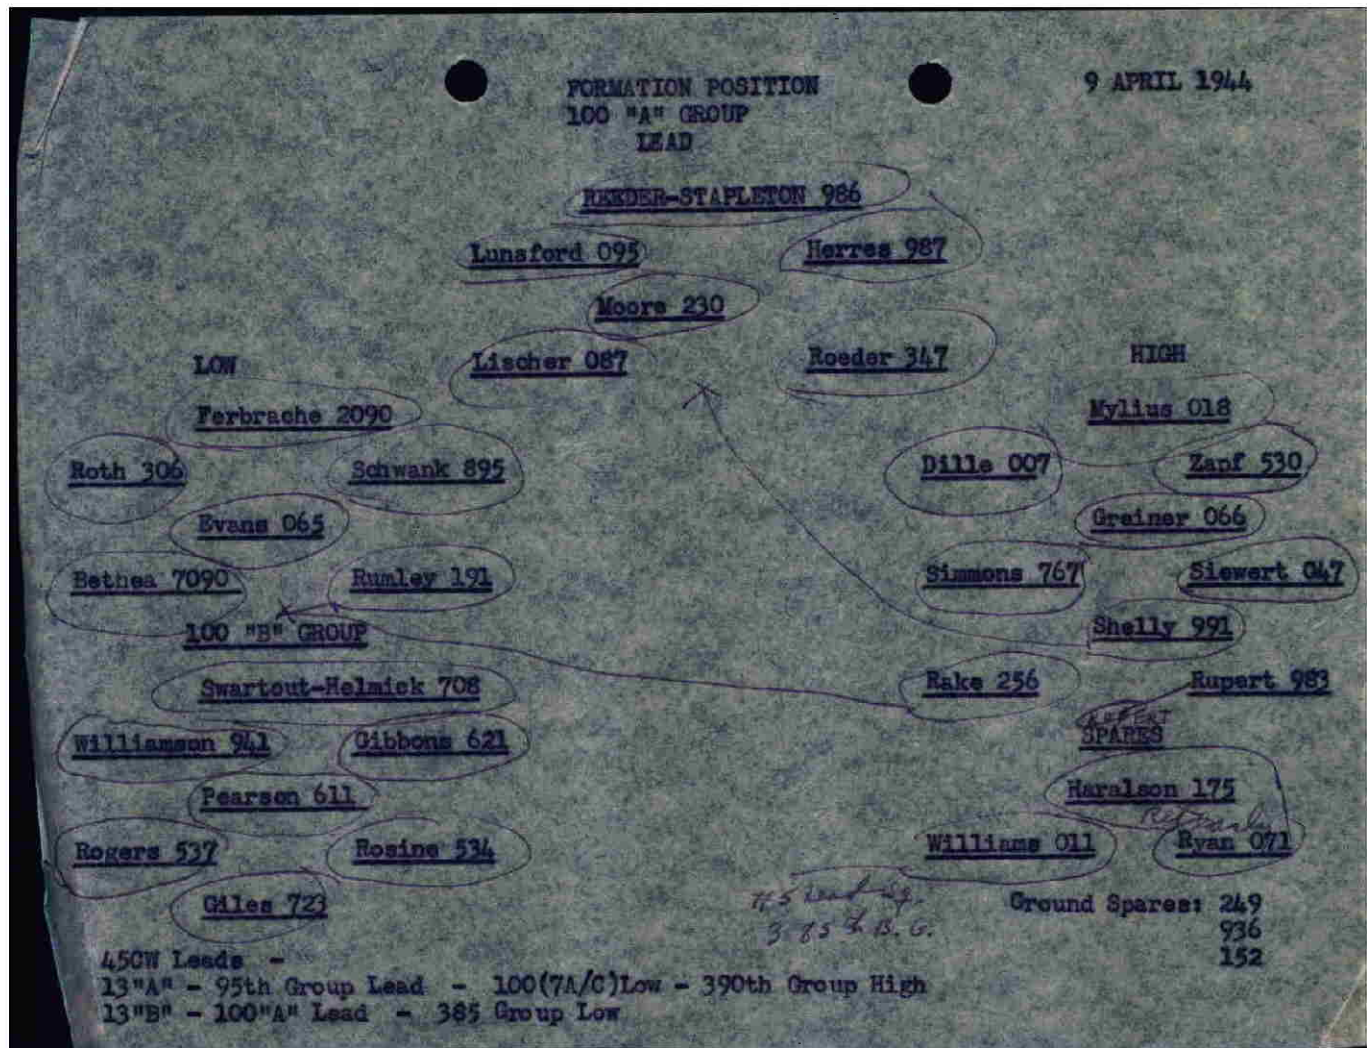 FORMATION POSITION
9 APRIL 1944
100 "A" GROUP
LEAD
REEDER-STAPLETON 986
Lunsford 095
Herres 987
Moore 230
LOW
Lischer 087
Roeder 347
HIGH
Ferbrache 2090
Mylius 018
Roth 306
Schwank 895
Dille 007
Zapf 530
Evans 065
Greiner 066
Bethea 7090
Rumley 191
Simmons 767
Siewert 047
100 "B" GROUP
Shelly 991
Swartout-Helmick 708
Rake 256
Rupert 983
RUPERT
SPARES
Williamson 941
Gibbons 621
Pearson 611
Haralson 175
Rogers 537
Rosine 534
Williams 011
Ryan 071
Giles 723
#5 Lead Sq.
385th B.G.
Ground Spares: 249
936
152
45CW Leads -
13"A" - 95th Group Lead - 100(7A/C)Low - 390th Group High
13"B" - 100"A" Lead - 385 Group Low